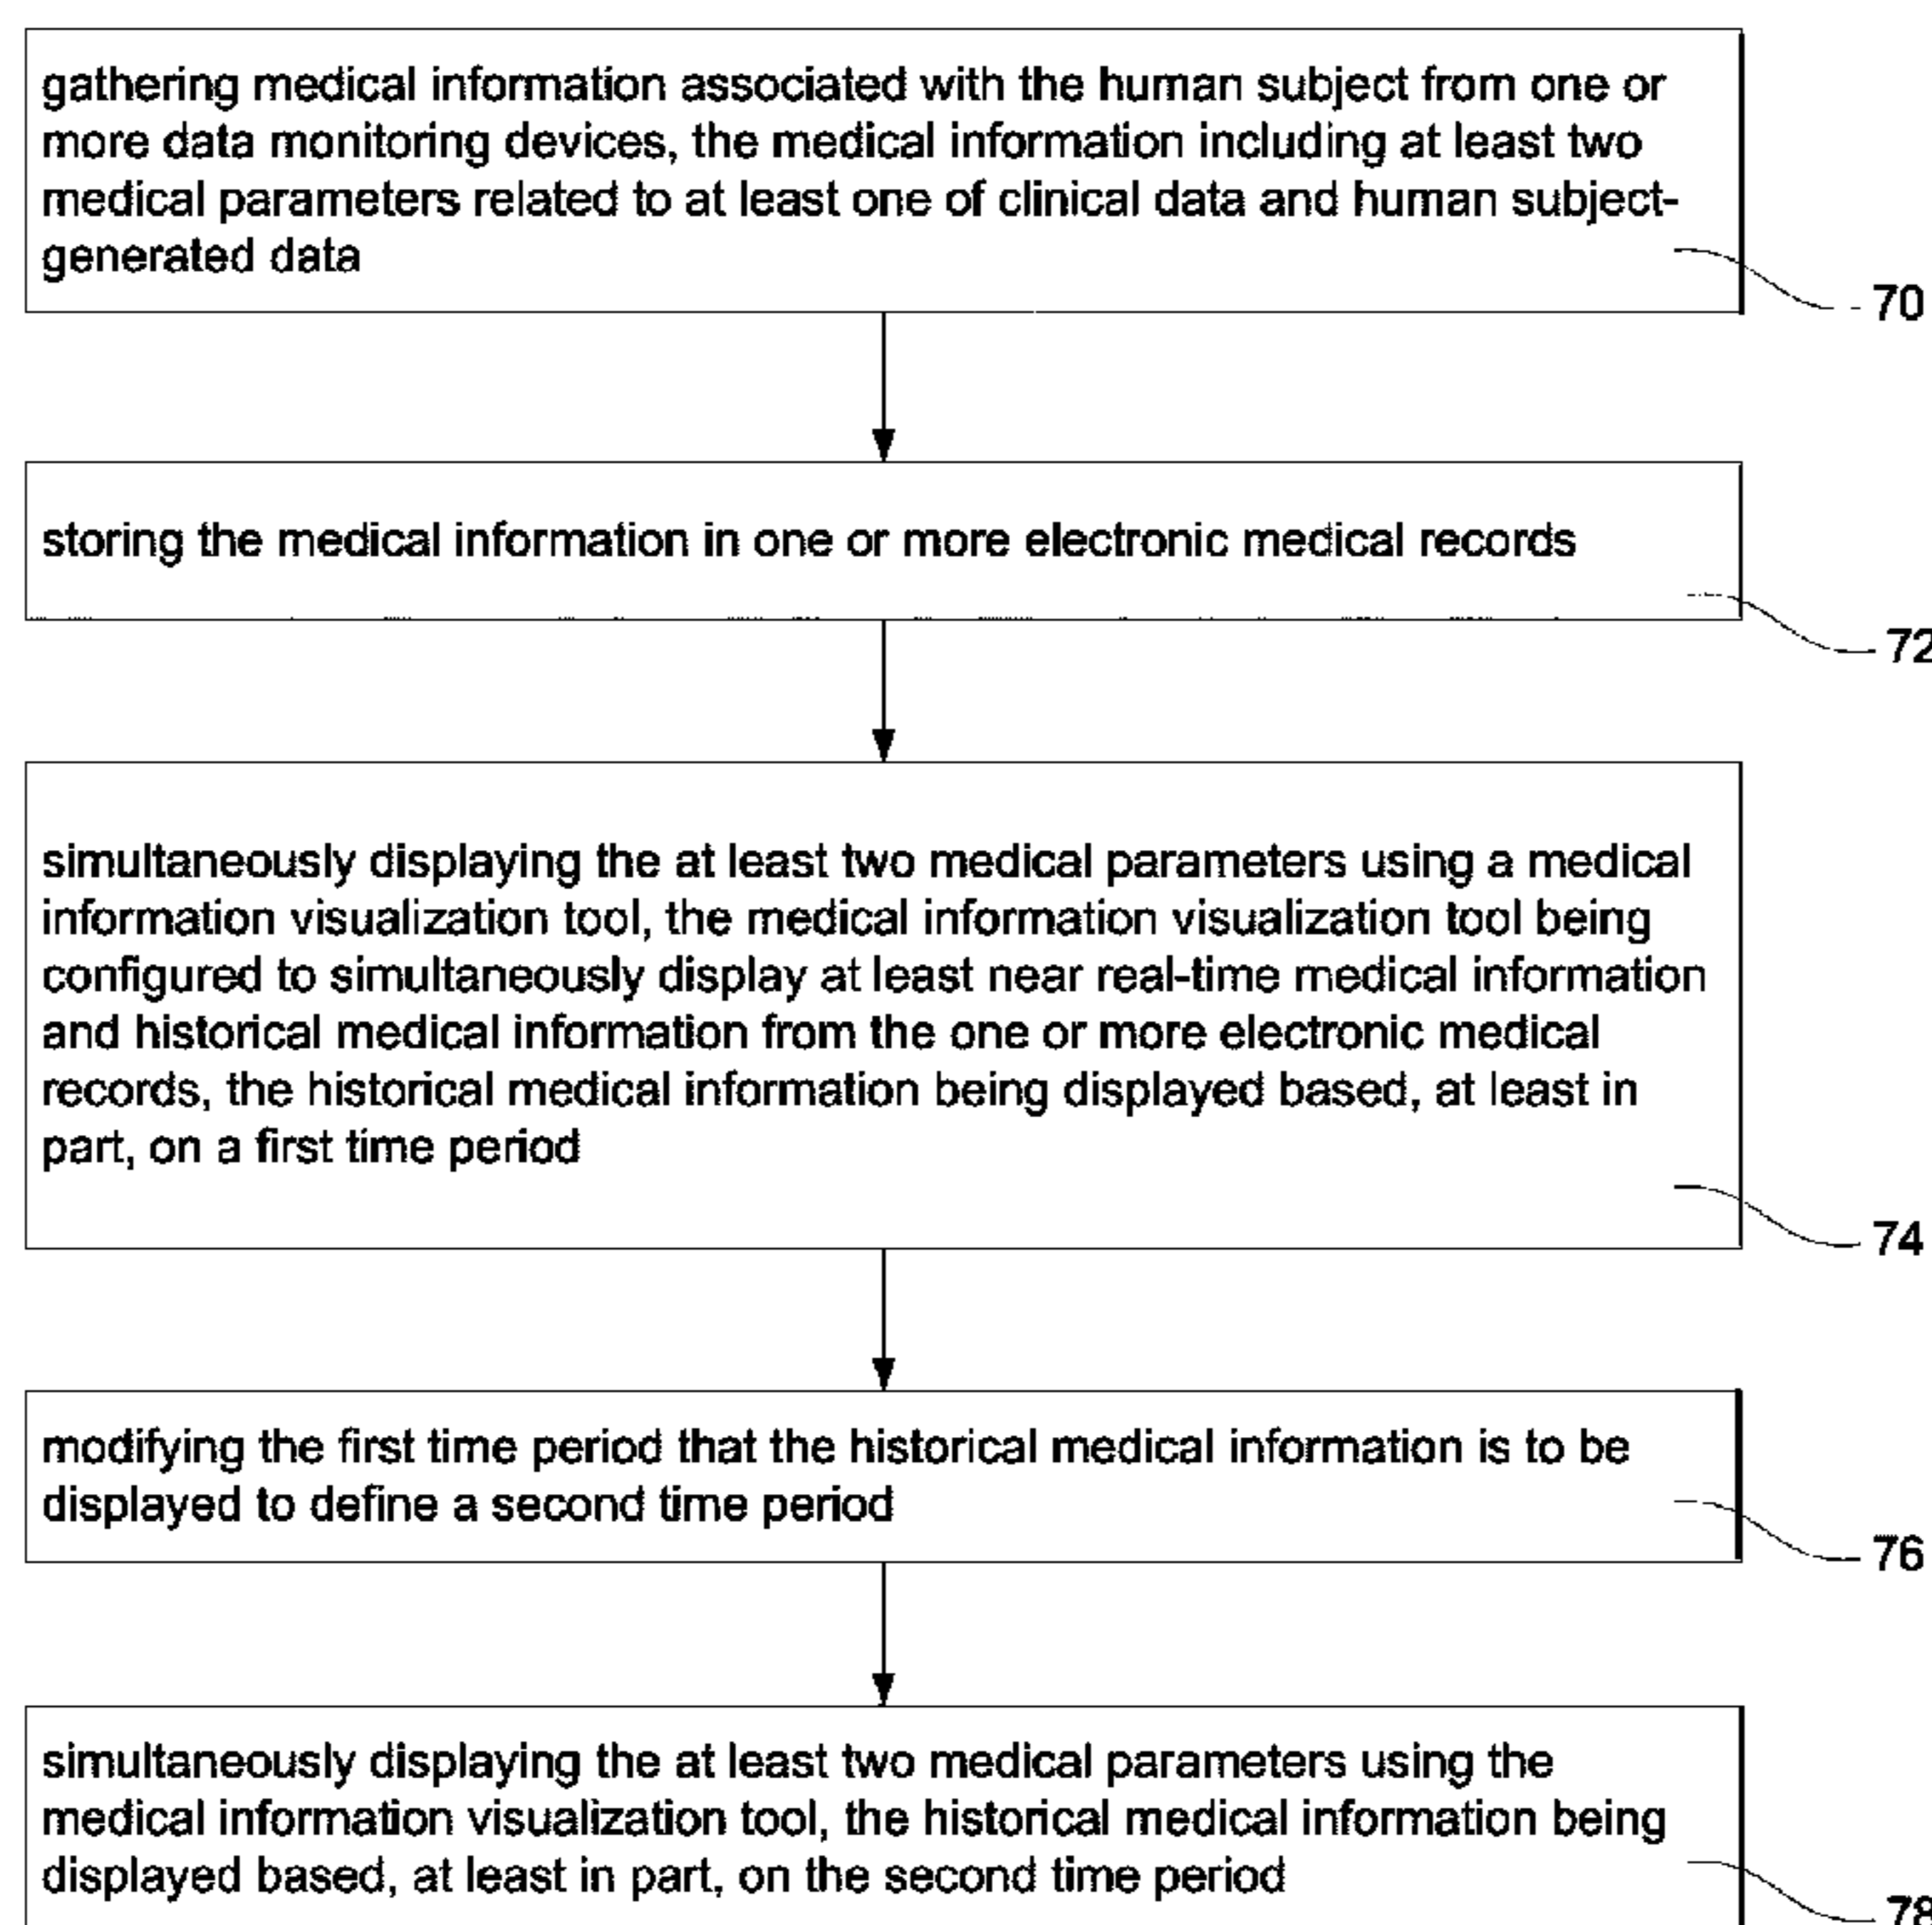 gathering medical information associated with the human subject from one or
more data monitoring devices, the medical information including at least two
medical parameters related to at least one of clinical data and human subject-
generated data
70
storing the medical information in one or more electronic medical records
72
simultaneously displaying the at least two medical parameters using a medical
information visualization tool, the medical information visualization tool being
configured to simultaneously display at least near real-time medical information
and historical medical information from the one or more electronic medical
records, the historical medical information being displayed based, at least in
part, on a first time period
74
modifying the first time period that the historical medical information is to be
displayed to define a second time period
76
simultaneously displaying the at least two medical parameters using the
medical information visualization tool, the historical medical information being
displayed based, at least in part, on the second time period
78